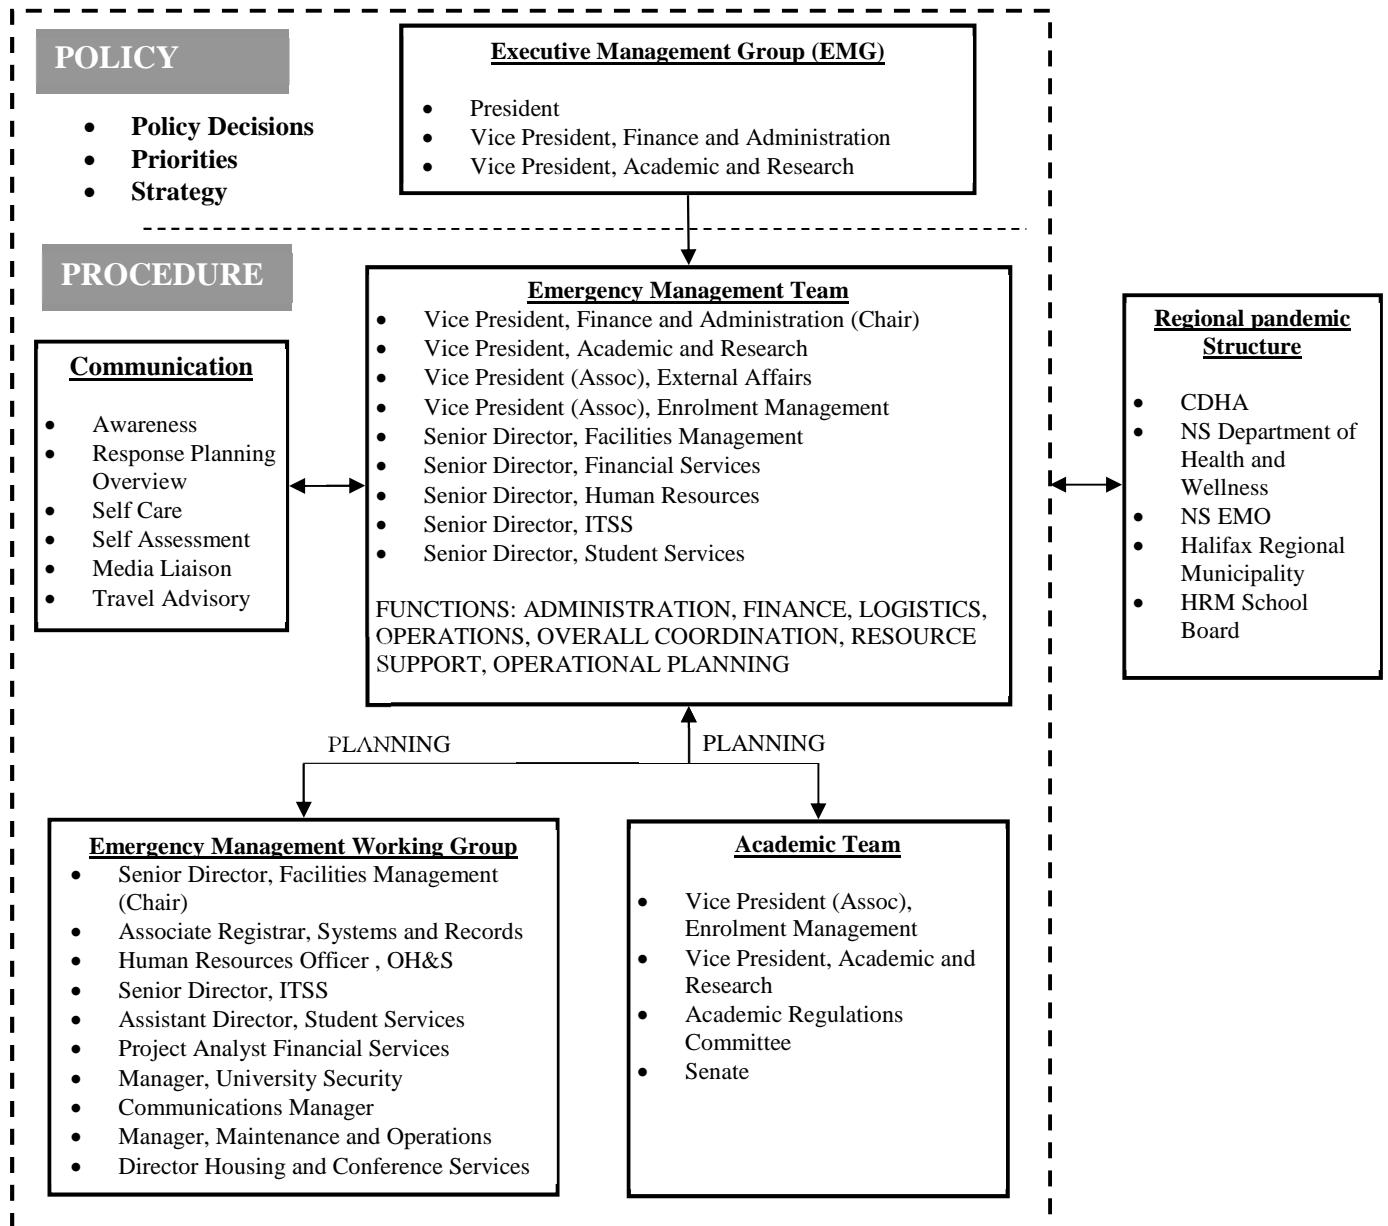 POLICY
• Policy Decisions
• Priorities
• Strategy
Executive Management Group (EMG)
• President
• Vice President, Finance and Administration
• Vice President, Academic and Research
PROCEDURE
Communication
• Awareness
• Response Planning
Overview
• Self Care
• Self Assessment
• Media Liaison
• Travel Advisory
Emergency Management Team
• Vice President, Finance and Administration (Chair)
• Vice President, Academic and Research
• Vice President (Assoc), External Affairs
• Vice President (Assoc), Enrolment Management
• Senior Director, Facilities Management
• Senior Director, Financial Services
• Senior Director, Human Resources
• Senior Director, ITSS
• Senior Director, Student Services
FUNCTIONS: ADMINISTRATION, FINANCE, LOGISTICS,
OPERATIONS, OVERALL COORDINATION, RESOURCE
SUPPORT, OPERATIONAL PLANNING
Regional pandemic
Structure
• CDHA
• NS Department of
Health and
Wellness
• NS EMO
• Halifax Regional
Municipality
• HRM School
Board
PLANNING
PLANNING
Emergency Management Working Group
• Senior Director, Facilities Management
(Chair)
• Associate Registrar, Systems and Records
• Human Resources Officer , OH&S
• Senior Director, ITSS
• Assistant Director, Student Services
• Project Analyst Financial Services
• Manager, University Security
• Communications Manager
• Manager, Maintenance and Operations
• Director Housing and Conference Services
Academic Team
• Vice President (Assoc),
Enrolment Management
• Vice President, Academic and
Research
• Academic Regulations
Committee
• Senate